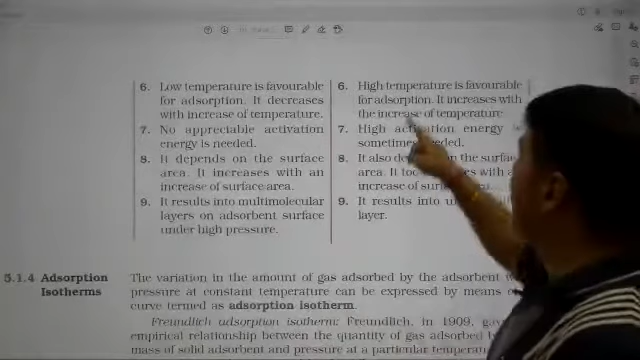 6. Low temperature is favourable
for adsorption. It decreases
with increase of temperature.
7. No appreciable activation
energy is needed.
8. It depends on the surface
area. It increases with an
increase of surface area.
9. It results into multimolecular
layers on adsorbent surface
under high pressure.
6. High temperature is favourable
for adsorption. It increases with
the increase of temperature
7. High activation energy
sometimes
8. It also on the
area. It too with
increase of
9. It results into
layer.
5.1.4 Adsorption
Isotherms
The variation in the amount of gas adsorbed by the adsorbent
pressure at constant temperature can be expressed by means
curve termed as adsorption isotherm.
Freundlich adsorption isotherm: Freundlich, in 1909,
empirical relationship between the quantity of gas adsorbed
mass of solid adsorbent and pressure at a particular